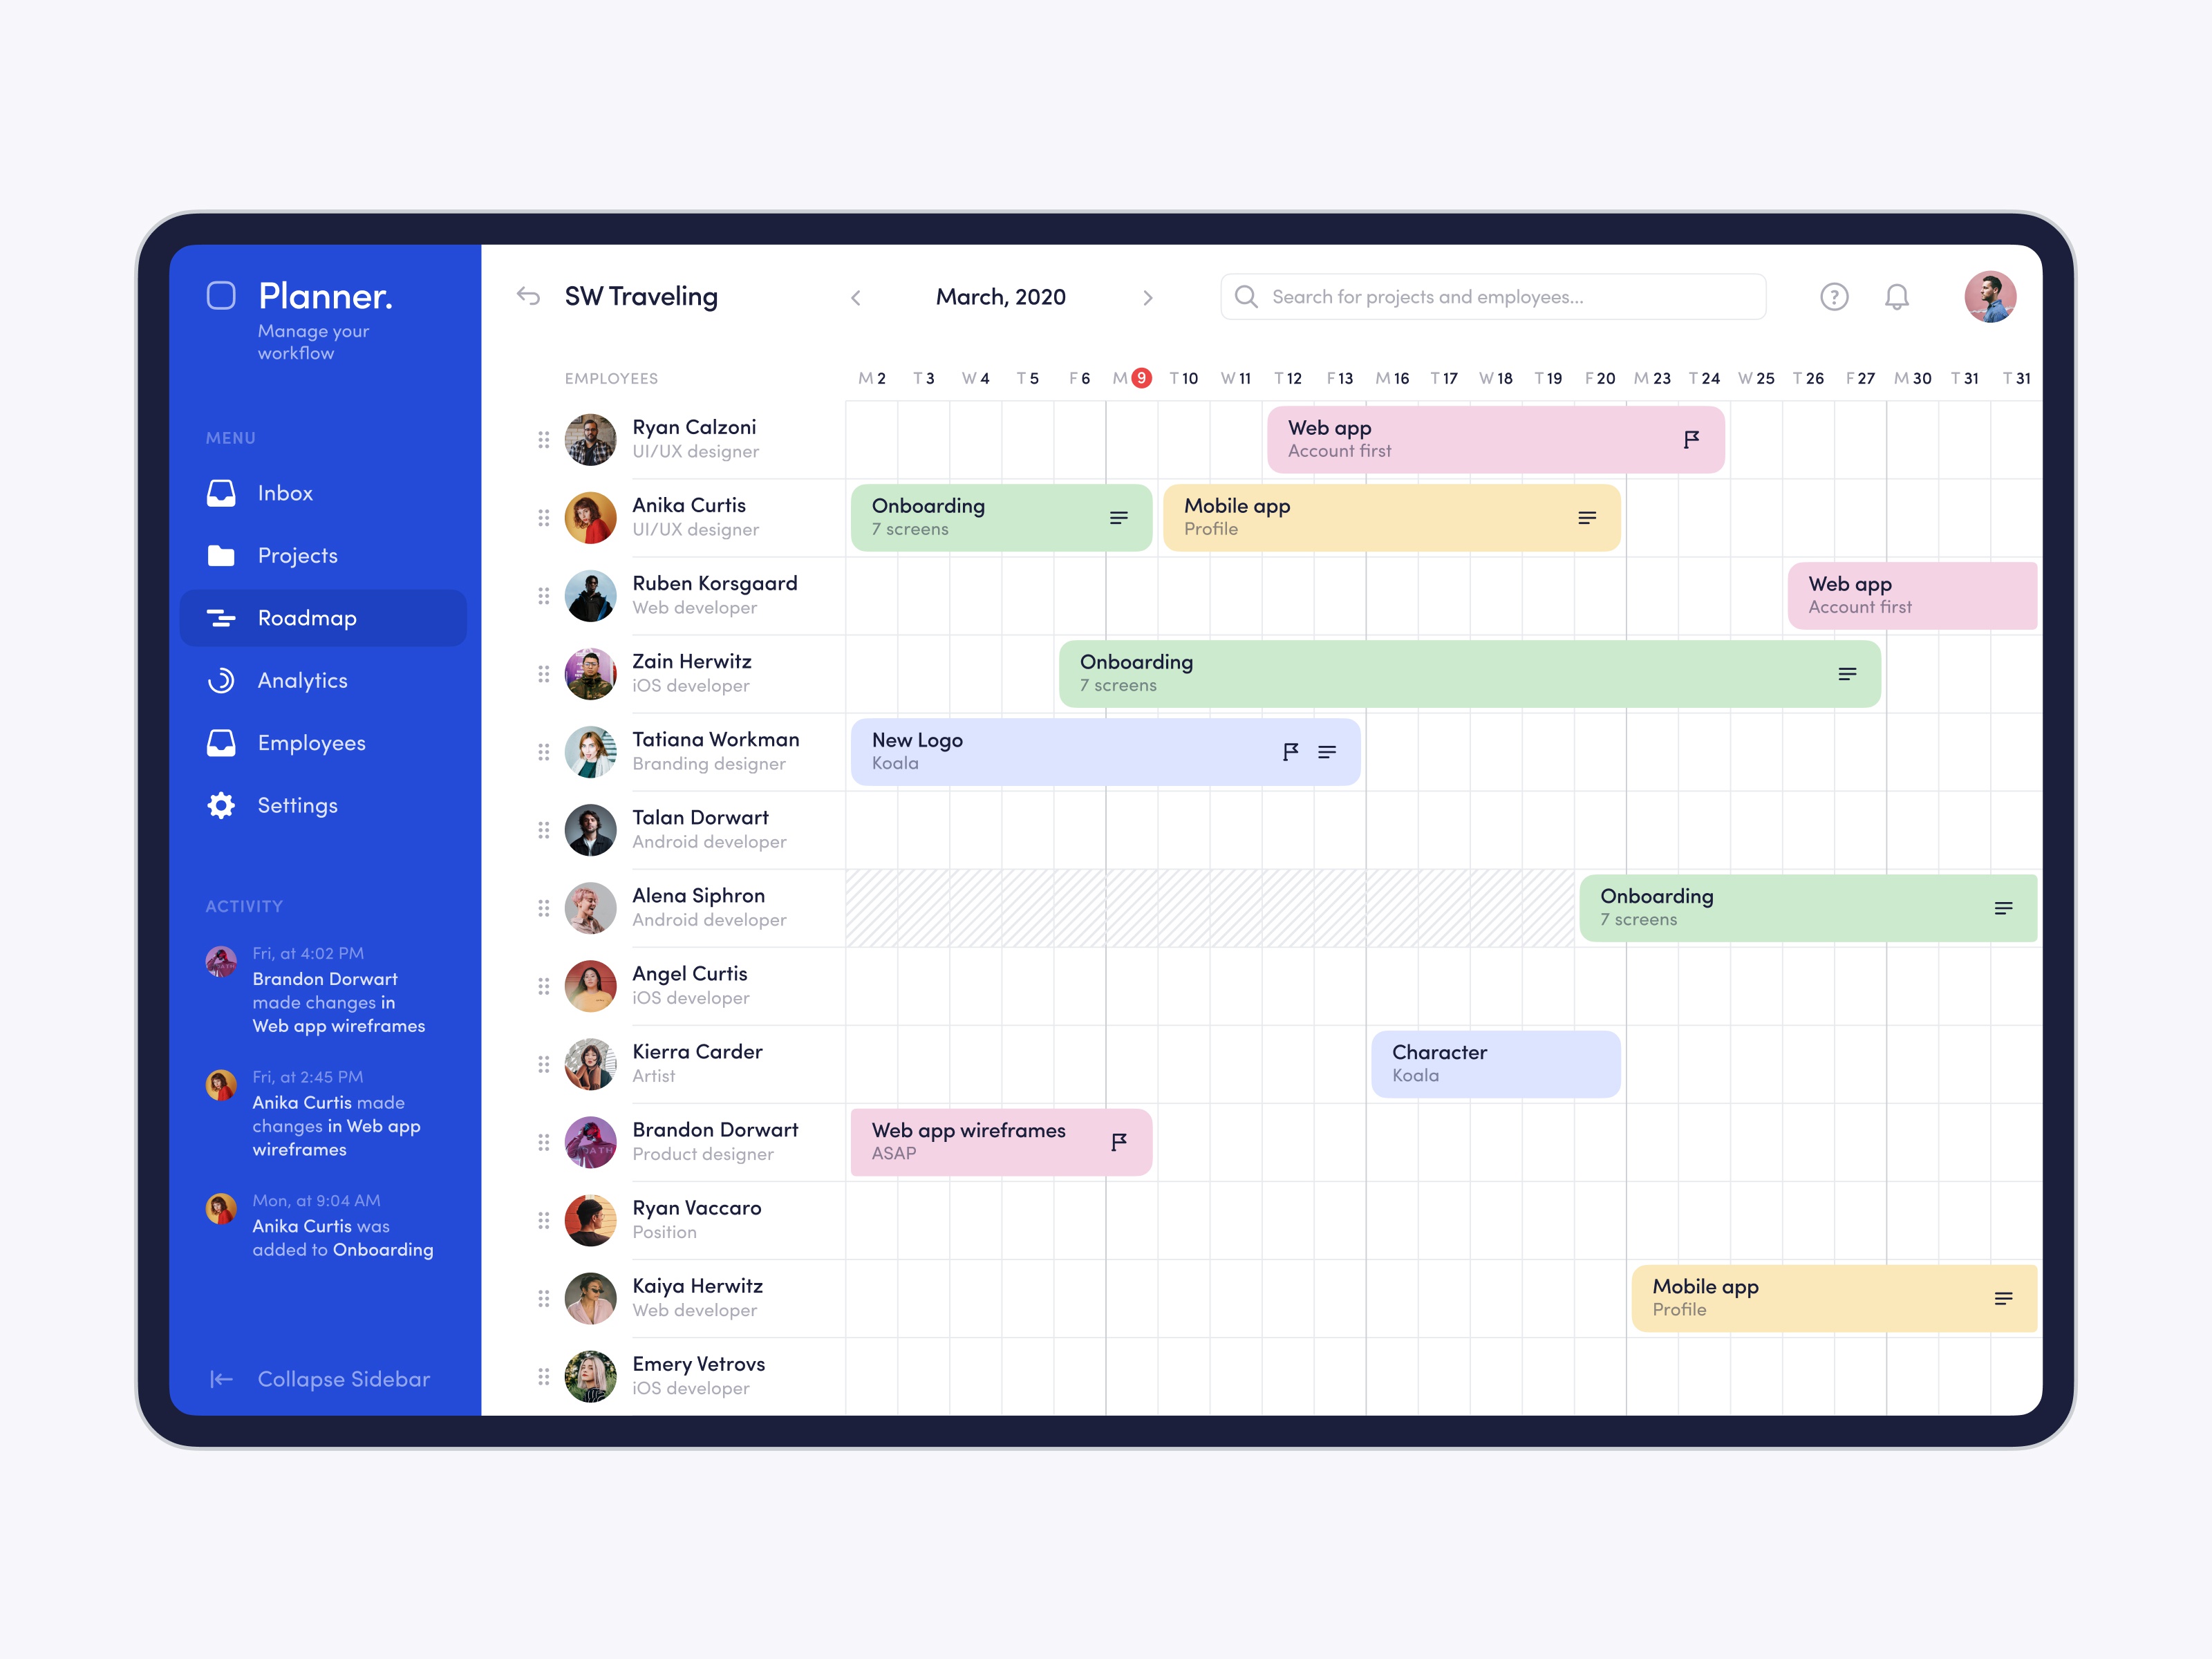 Planner.
Manage your
workflow
MENU
Inbox
Projects
Roadmap
Analytics
Employees
Settings
ACTIVITY
Fri, at 4:02 PM
Brandon Dorwart
made changes in
Web app wireframes
Fri, at 2:45 PM
Anika Curtis made
changes in Web app
wireframes
Mon, at 9:04 AM
Anika Curtis was
added to Onboarding
Collapse Sidebar
SW Traveling
March, 2020
Search for projects and employees...
?
EMPLOYEES
M 2 T 3 W 4 T 5 F 6 M 9 T 10 W 11 T 12 F 13 M 16 T 17 W 18 T 19 F 20 M 23 T 24 W 25 T 26 F 27 M 30 T 31 T 31
Ryan Calzoni
UI/UX designer
Web app
Account first
Anika Curtis
UI/UX designer
Onboarding
7 screens
Mobile app
Profile
Ruben Korsgaard
Web developer
Web app
Account first
Zain Herwitz
iOS developer
Onboarding
7 screens
Tatiana Workman
Branding designer
New Logo
Koala
Talan Dorwart
Android developer
Alena Siphron
Android developer
Onboarding
7 screens
Angel Curtis
iOS developer
Kierra Carder
Artist
Character
Koala
Brandon Dorwart
Product designer
Web app wireframes
ASAP
Ryan Vaccaro
Position
Kaiya Herwitz
Web developer
Mobile app
Profile
Emery Vetrovs
iOS developer